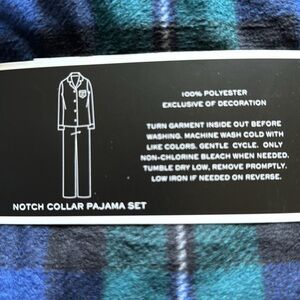 100% POLYESTER
EXCLUSIVE OF DECORATION
TURN GARMENT INSIDE OUT BEFORE
WASHING. MACHINE WASH COLD WITH
LIKE COLORS. GENTLE CYCLE. ONLY
NON-CHLORINE BLEACH WHEN NEEDED.
TUMBLE DRY LOW, REMOVE PROMPTLY.
LOW IRON IF NEEDED ON REVERSE.
NOTCH COLLAR PAJAMA SET